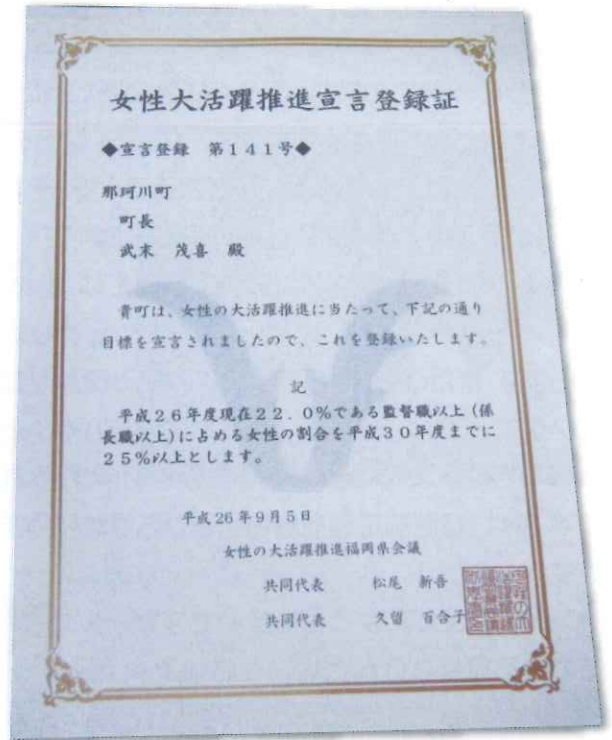 女性大活躍推進宣言登録証
◆宣言登録 第141号◆
那珂川町
町長
武末 茂喜 殿
貴町は、女性の大活躍推進に当たって、下記の通り
目標を宣言されましたので、これを登録いたします。
記
平成26年度現在22.0%である監督職以上(係
長職以上)に占める女性の割合を平成30年度までに
25%以上とします。
平成26年9月5日
女性の大活躍推進福岡県会議
共同代表 松尾 新吾
共同代表 久留 百合子